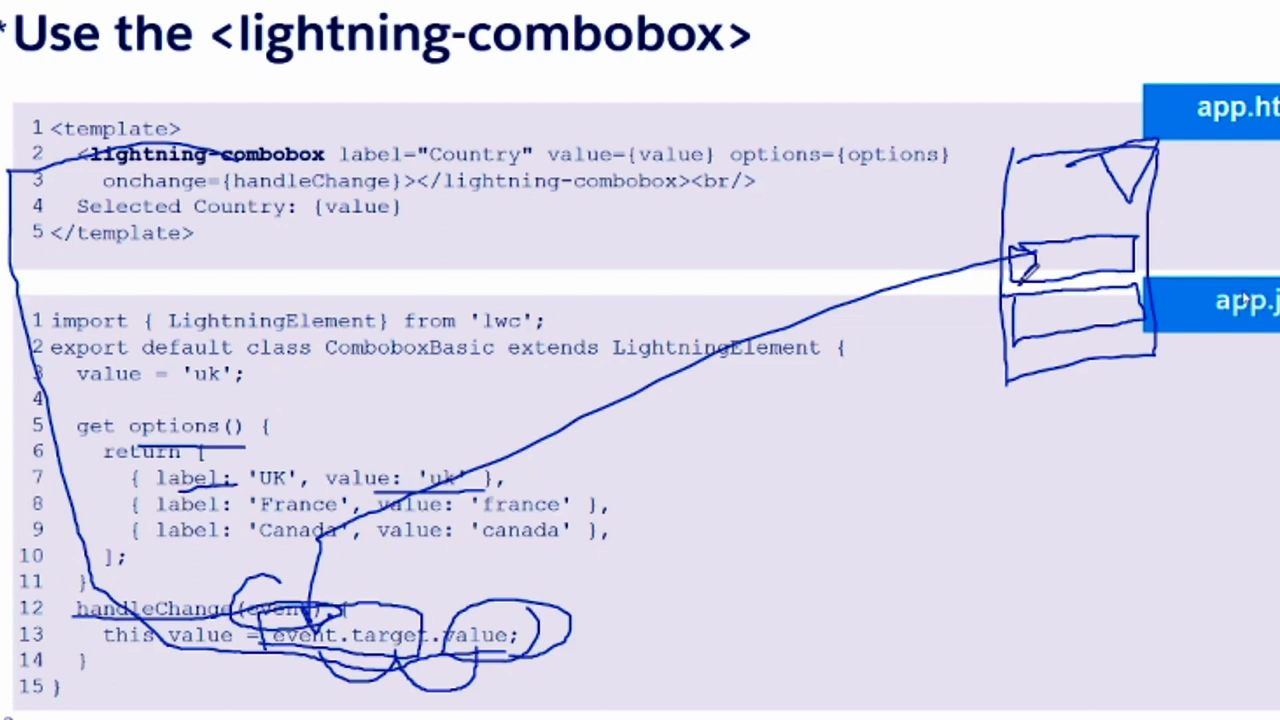 *Use the <lightning-combobox>
app.ht
1 <template>
2 <lightning-combobox label="Country" value={value} options={options}
3 onchange={handleChange}></lightning-combobox><br/>
4 Selected Country: {value}
5 </template>
app.j
1 import { LightningElement} from 'lwc';
2 export default class ComboboxBasic extends LightningElement {
3 value = 'uk';
4
5 get options() {
6 return [
7 { label: 'UK', value: 'uk' },
8 { label: 'France', value: 'france' },
9 { label: 'Canada', value: 'canada' },
10 ];
11 }
12 handleChange(event) {
13 this.value = event.target.value;
14 }
15 }